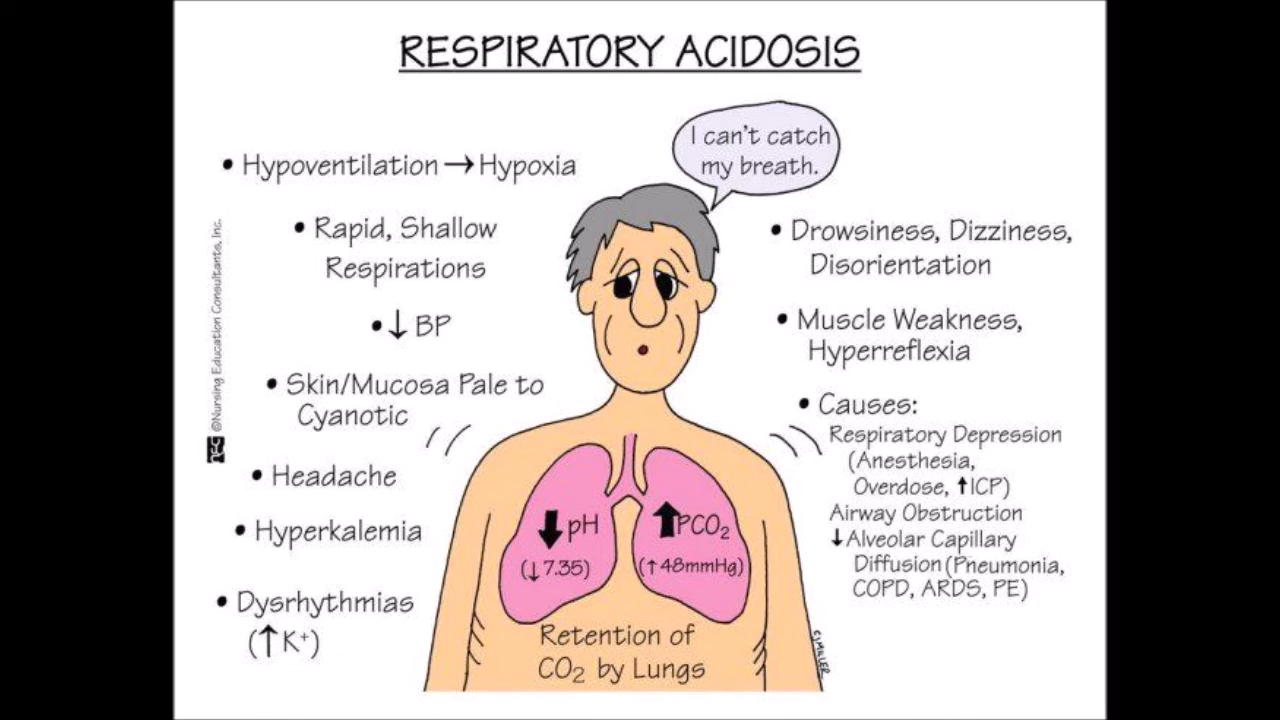 RESPIRATORY ACIDOSIS
I can't catch
my breath.
• Hypoventilation → Hypoxia
• Rapid, Shallow
Respirations
• ↓ BP
• Skin/Mucosa Pale to
Cyanotic
• Headache
• Hyperkalemia
• Dysrhythmias
(↑ K⁺)
• Drowsiness, Dizziness,
Disorientation
• Muscle Weakness,
Hyperreflexia
• Causes:
Respiratory Depression
(Anesthesia,
Overdose, ↑ICP)
Airway Obstruction
↓Alveolar Capillary
Diffusion (Pneumonia,
COPD, ARDS, PE)
↓ pH
(↓ 7.35)
↑ PCO₂
(↑ 48mmHg)
Retention of
CO₂ by Lungs
©Nursing Education Consultants, Inc.
NEC
CJMILLER